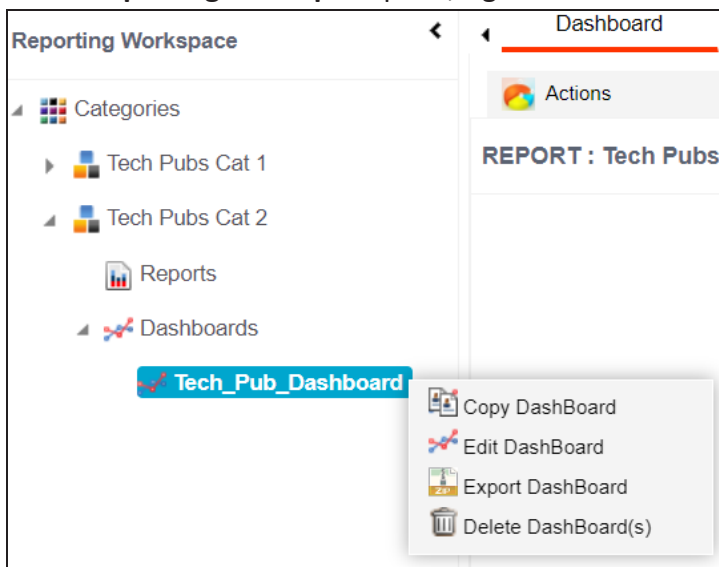 Reporting Workspace
Dashboard
Actions
Categories
Tech Pubs Cat 1
REPORT : Tech Pubs
Tech Pubs Cat 2
Reports
Dashboards
Tech_Pub_Dashboard
Copy DashBoard
Edit DashBoard
ZIP
Export DashBoard
Delete DashBoard(s)